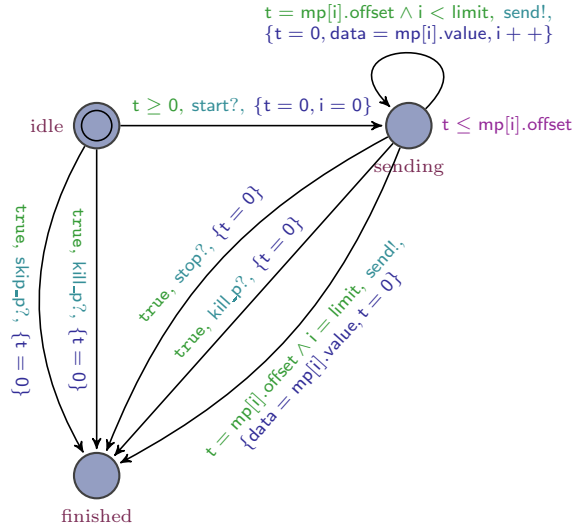 t = mp[i].offset ∧ i < limit, send!,
{t = 0, data = mp[i].value, i + +}
t ≥ 0, start?, {t = 0, i = 0}
idle
t ≤ mp[i].offset
sending
true, skip_p?, {t = 0}
true, kill_p?, {t = 0}
true, stop?, {t = 0}
true, kill_p?, {t = 0}
t = mp[i].offset ∧ i = limit, send!,
{data = mp[i].value, t = 0}
finished